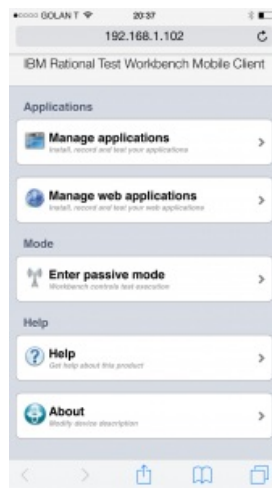 GOLAN T 20:37
192.168.1.102
IBM Rational Test Workbench Mobile Client
Applications
Manage applications
Install, record and test your applications
Manage web applications
Install, record and test your web applications
Mode
Enter passive mode
Workbench controls test execution
Help
Help
Get help about this product
About
Modify device description